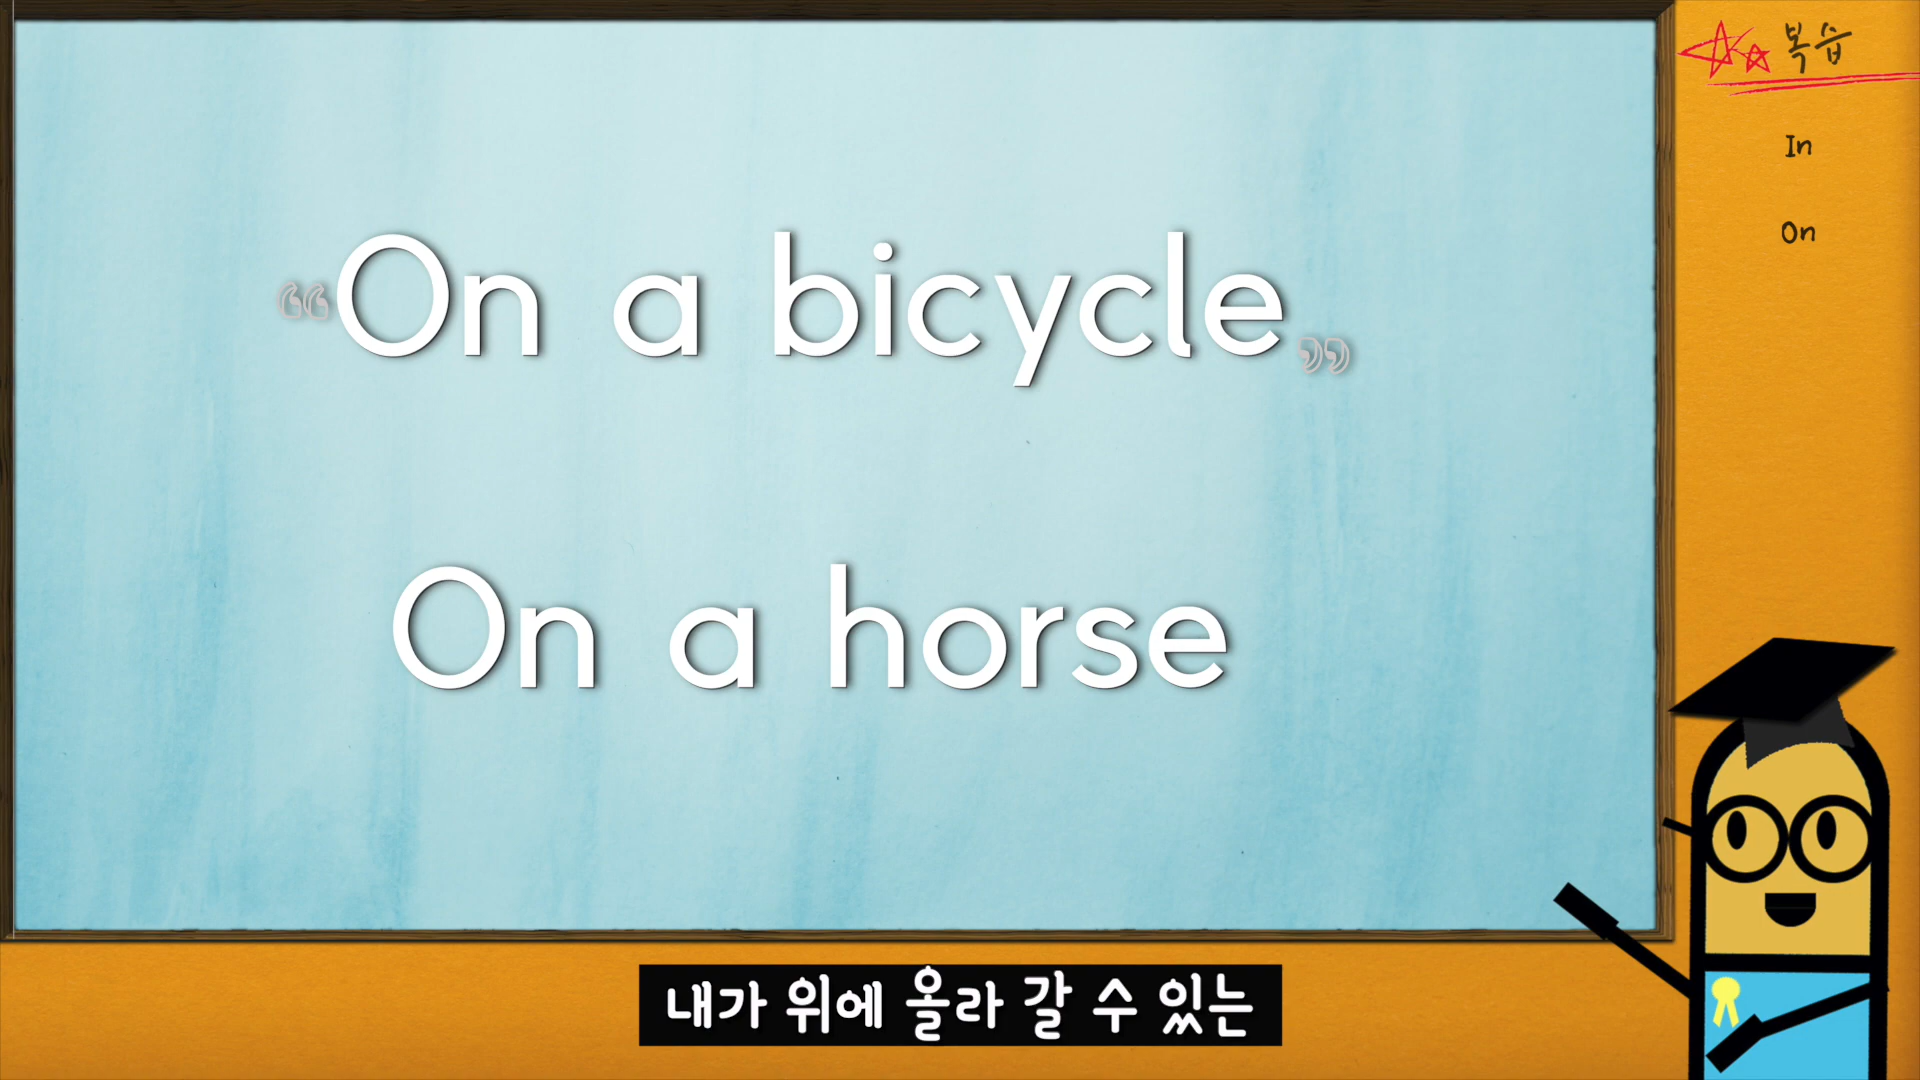 “On a bicycle”
On a horse
복습
In
On
내가 위에 올라 갈 수 있는